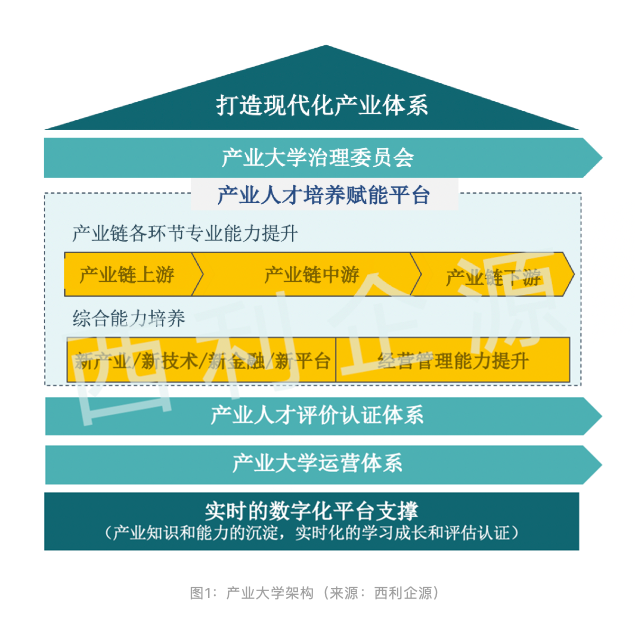 打造现代化产业体系
产业大学治理委员会
产业人才培养赋能平台
产业链各环节专业能力提升
产业链上游
产业链中游
产业链下游
综合能力培养
新产业/新技术/新金融/新平台
经营管理能力提升
西利企源
产业人才评价认证体系
产业大学运营体系
实时的数字化平台支撑
（产业知识和能力的沉淀，实时化的学习成长和评估认证）
图1：产业大学架构（来源：西利企源）